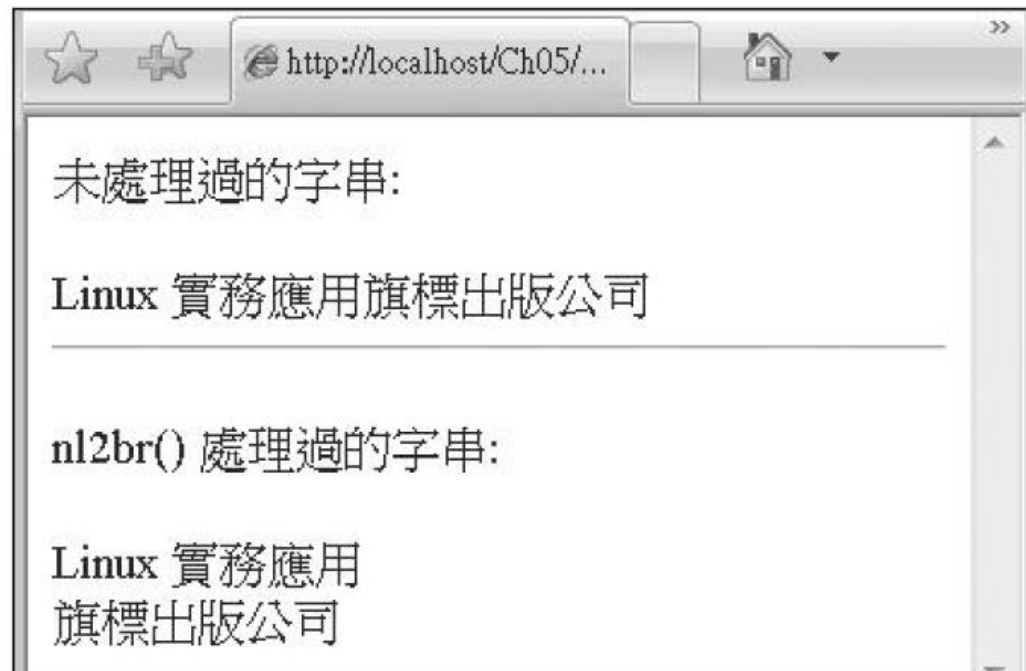 http://localhost/Ch05/...
»
未處理過的字串:
Linux 實務應用旗標出版公司
nl2br() 處理過的字串:
Linux 實務應用
旗標出版公司